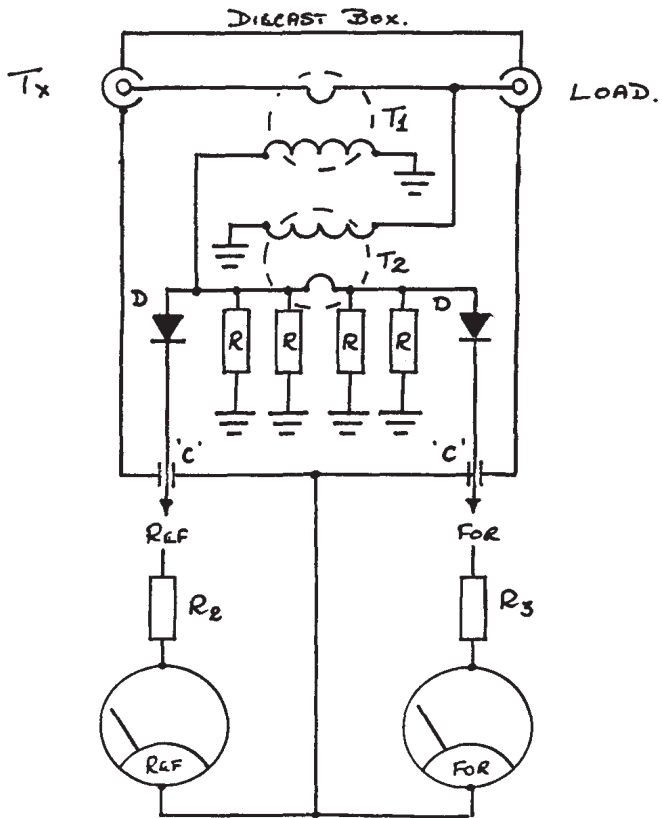 DIECAST BOX.
Tx
LOAD.
T1
T2
D
D
R
R
R
R
'C'
'C'
REF
FOR
R2
R3
REF
FOR